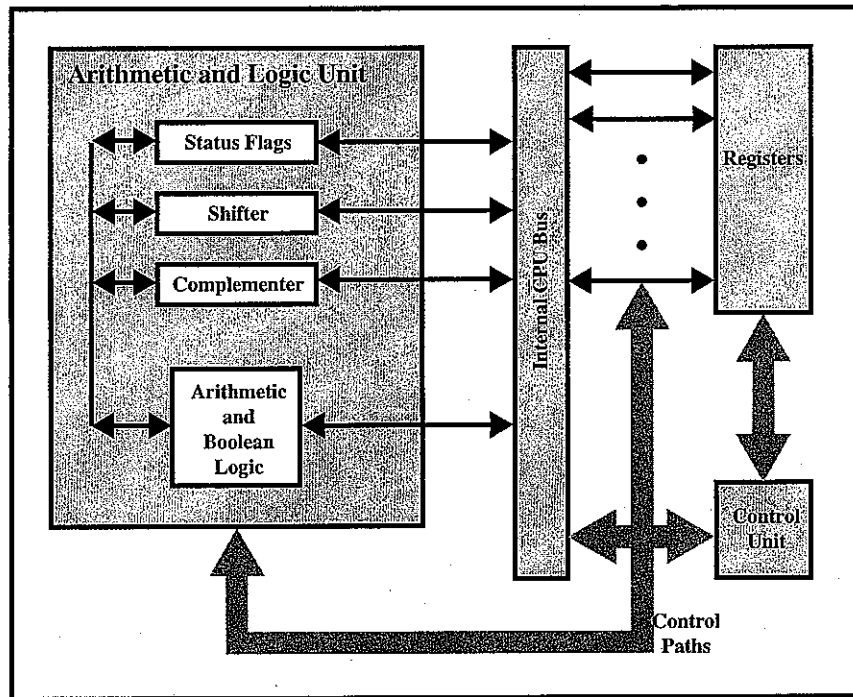 Arithmetic and Logic Unit
Status Flags
Shifter
Complementer
Arithmetic
and
Boolean
Logic
Internal CPU Bus
Registers
Control
Unit
Control
Paths